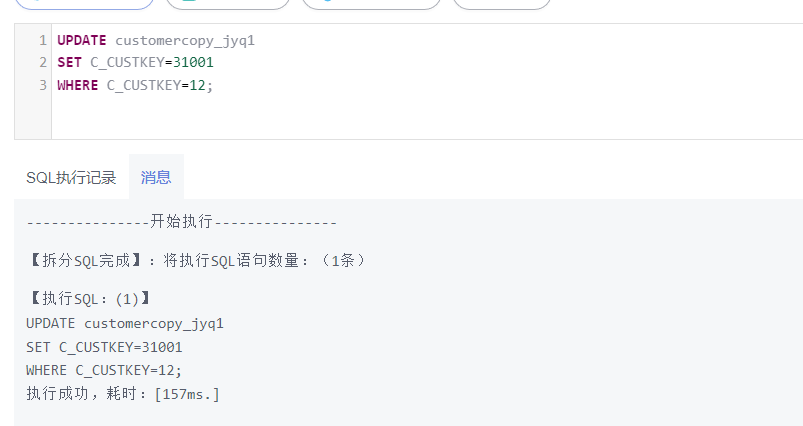 1 UPDATE customercopy_jyq1
2 SET C_CUSTKEY=31001
3 WHERE C_CUSTKEY=12;
SQL执行记录 消息
---------------开始执行---------------
【拆分SQL完成】：将执行SQL语句数量：（1条）
【执行SQL：(1)】
UPDATE customercopy_jyq1
SET C_CUSTKEY=31001
WHERE C_CUSTKEY=12;
执行成功，耗时：[157ms.]